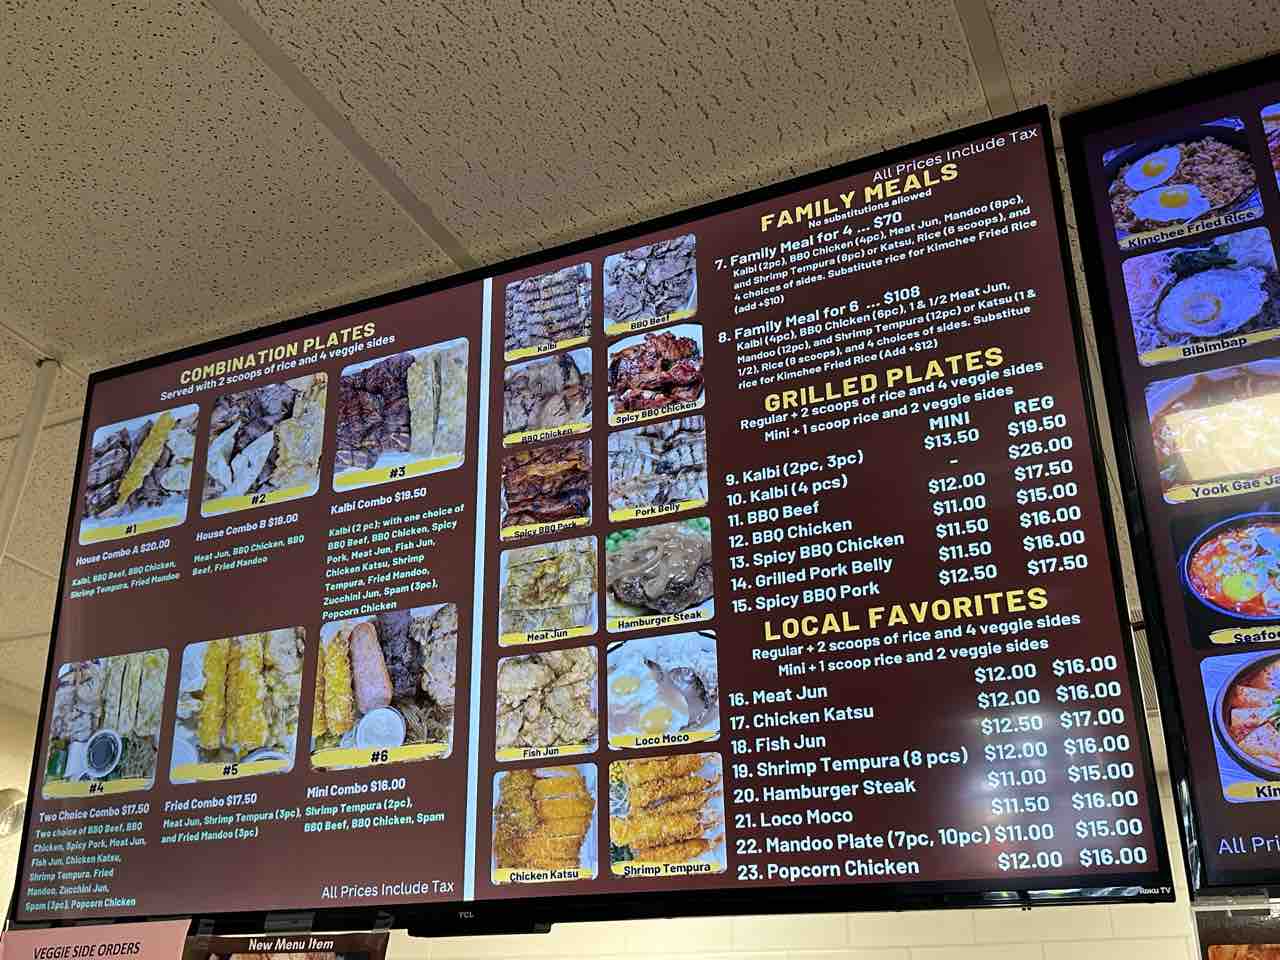 COMBINATION PLATES
Served with 2 scoops of rice and 4 veggie sides
#1
House Combo A $20.00
Kalbi, BBQ Beef, BBQ Chicken,
Shrimp Tempura, Fried Mandoo
#2
House Combo B $18.00
Meat Jun, BBQ Chicken, BBQ
Beef, Fried Mandoo
#3
Kalbi Combo $19.50
Kalbi (2 pc); with one choice of
BBQ Beef, BBQ Chicken, Spicy
Pork, Meat Jun, Fish Jun,
Chicken Katsu, Shrimp
Tempura, Fried Mandoo,
Zucchini Jun, Spam (3pc),
Popcorn Chicken
#4
Two Choice Combo $17.50
Two choice of BBQ Beef, BBQ
Chicken, Spicy Pork, Meat Jun,
Fish Jun, Chicken Katsu,
Shrimp Tempura, Fried
Mandoo, Zucchini Jun,
Spam (3pc), Popcorn Chicken
#5
Fried Combo $17.50
Meat Jun, Shrimp Tempura (3pc),
and Fried Mandoo (3pc)
#6
Mini Combo $16.00
Shrimp Tempura (2pc),
BBQ Beef, BBQ Chicken, Spam
All Prices Include Tax
Kalbi
BBQ Beef
BBQ Chicken
Spicy BBQ Chicken
Spicy BBQ Pork
Pork Belly
Meat Jun
Hamburger Steak
Fish Jun
Loco Moco
Chicken Katsu
Shrimp Tempura
All Prices Include Tax
FAMILY MEALS
No substitutions allowed
7. Family Meal for 4 ... $70
Kalbi (2pc), BBQ Chicken (4pc), Meat Jun, Mandoo (8pc),
and Shrimp Tempura (8pc) or Katsu, Rice (6 scoops), and
4 choices of sides. Substitute rice for Kimchee Fried Rice
(add +$10)
8. Family Meal for 6 ... $108
Kalbi (4pc), BBQ Chicken (6pc), 1 & 1/2 Meat Jun,
Mandoo (12pc), and Shrimp Tempura (12pc) or Katsu (1 &
1/2), Rice (8 scoops), and 4 choices of sides. Substitue
rice for Kimchee Fried Rice (Add +$12)
GRILLED PLATES
Regular + 2 scoops of rice and 4 veggie sides
Mini + 1 scoop rice and 2 veggie sides
MINI REG
9. Kalbi (2pc, 3pc) $13.50 $19.50
10. Kalbi (4 pcs) - $26.00
11. BBQ Beef $12.00 $17.50
12. BBQ Chicken $11.00 $15.00
13. Spicy BBQ Chicken $11.50 $16.00
14. Grilled Pork Belly $11.50 $16.00
15. Spicy BBQ Pork $12.50 $17.50
LOCAL FAVORITES
Regular + 2 scoops of rice and 4 veggie sides
Mini + 1 scoop rice and 2 veggie sides
16. Meat Jun $12.00 $16.00
17. Chicken Katsu $12.00 $16.00
18. Fish Jun $12.50 $17.00
19. Shrimp Tempura (8 pcs) $12.00 $16.00
20. Hamburger Steak $11.00 $15.00
21. Loco Moco $11.50 $16.00
22. Mandoo Plate (7pc, 10pc) $11.00 $15.00
23. Popcorn Chicken $12.00 $16.00
TCL
Roku TV
Kimchee Fried Rice
Bibimbap
Yook Gae Ja
Seafo
Kim
All Pri
VEGGIE SIDE ORDERS
New Menu Item